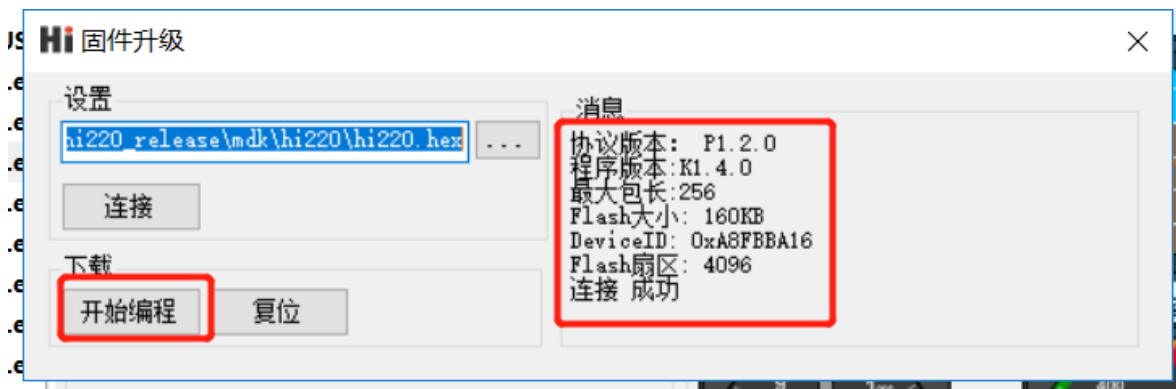 Hi 固件升级
设置
hi220_release\mdk\hi220\hi220.hex
...
连接
下载
开始编程
复位
消息
协议版本: P1.2.0
程序版本:K1.4.0
最大包长:256
Flash大小: 160KB
DeviceID: 0xA8FBBA16
Flash扇区: 4096
连接 成功